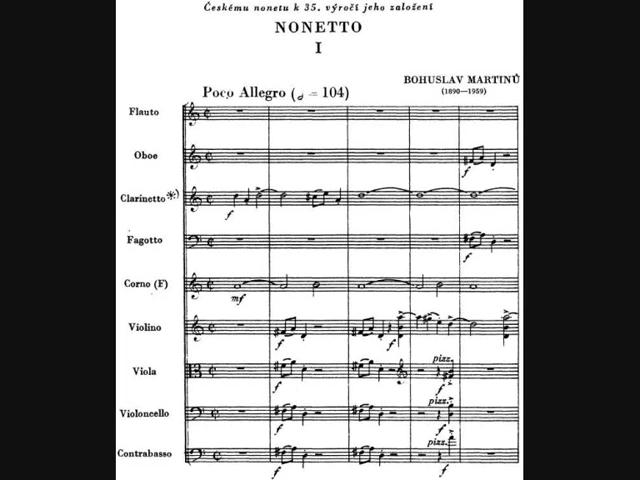 Českému nonetu k 35. výročí jeho založení
NONETTO
I
BOHUSLAV MARTINŮ
(1890—1959)
Poco Allegro (𝅗𝅥 = 104)
Flauto
Oboe
f
Clarinetto *)
f
Fagotto
f
Corno (F)
mf
Violino
f
f
f
Viola
pizz.
f
f
Violoncello
pizz.
f
f
Contrabasso
pizz.
f
f